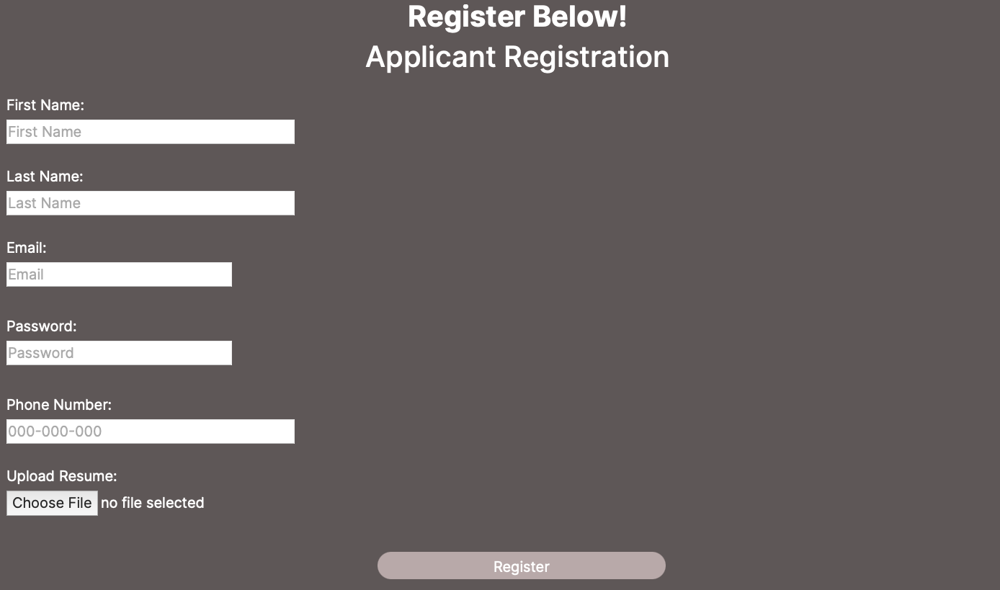 Register Below!
Applicant Registration
First Name:
First Name
Last Name:
Last Name
Email:
Email
Password:
Password
Phone Number:
000-000-000
Upload Resume:
Choose File no file selected
Register